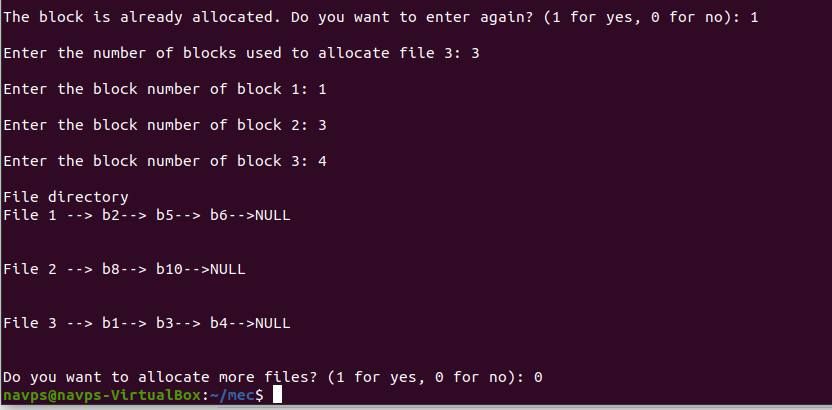 The block is already allocated. Do you want to enter again? (1 for yes, 0 for no): 1
Enter the number of blocks used to allocate file 3: 3
Enter the block number of block 1: 1
Enter the block number of block 2: 3
Enter the block number of block 3: 4
File directory
File 1 --> b2--> b5--> b6-->NULL
File 2 --> b8--> b10-->NULL
File 3 --> b1--> b3--> b4-->NULL
Do you want to allocate more files? (1 for yes, 0 for no): 0
navps@navps-VirtualBox:~/mec$